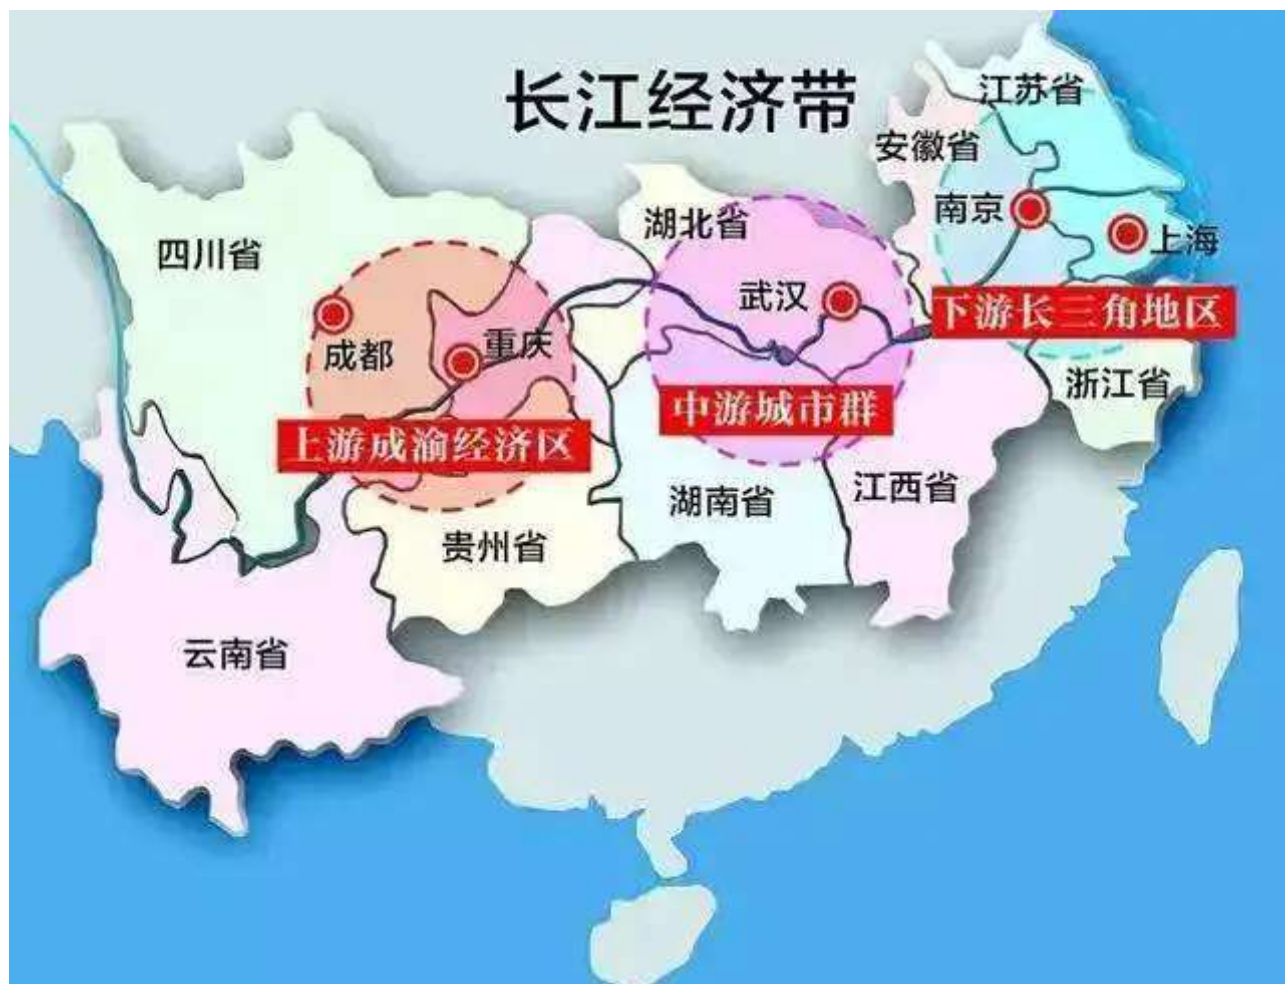 长江经济带
江苏省
安徽省
南京
上海
湖北省
四川省
武汉
下游长三角地区
成都
重庆
浙江省
中游城市群
上游成渝经济区
江西省
湖南省
贵州省
云南省